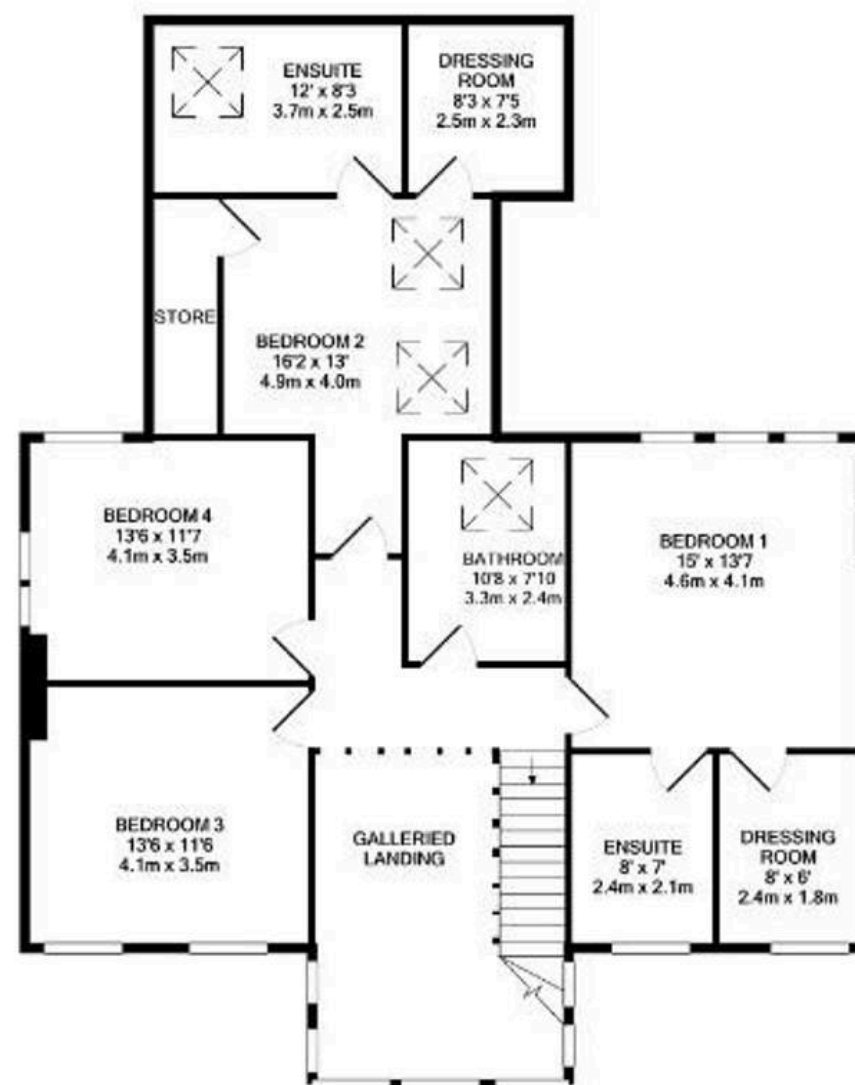 ENSUITE
12' x 8'3
3.7m x 2.5m
DRESSING
ROOM
8'3 x 7'5
2.5m x 2.3m
STORE
BEDROOM 2
16'2 x 13'
4.9m x 4.0m
BEDROOM 4
13'6 x 11'7
4.1m x 3.5m
BATHROOM
10'8 x 7'10
3.3m x 2.4m
BEDROOM 1
15' x 13'7
4.6m x 4.1m
BEDROOM 3
13'6 x 11'6
4.1m x 3.5m
GALLERIED
LANDING
ENSUITE
8' x 7'
2.4m x 2.1m
DRESSING
ROOM
8' x 6'
2.4m x 1.8m